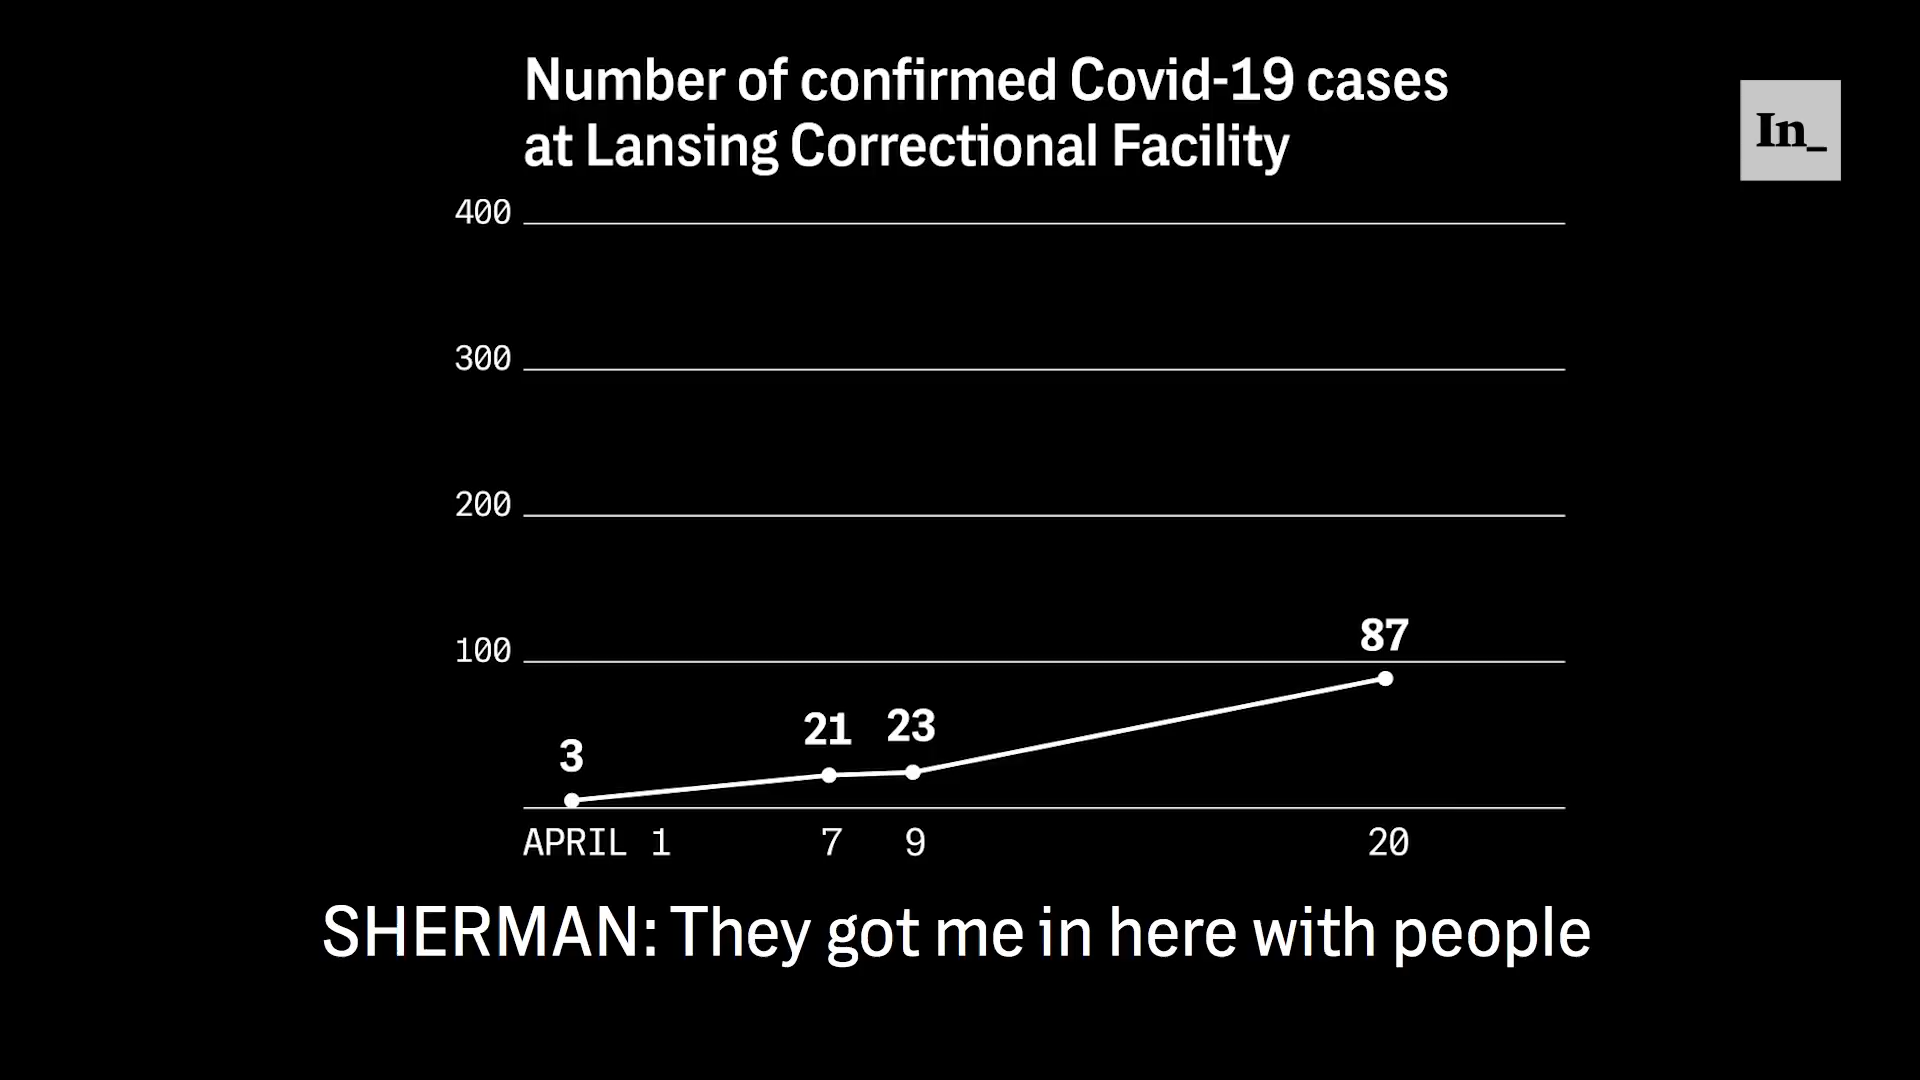 Number of confirmed Covid-19 cases
at Lansing Correctional Facility
In_
400
300
200
100
87
21 23
3
APRIL 1 7 9 20
SHERMAN: They got me in here with people